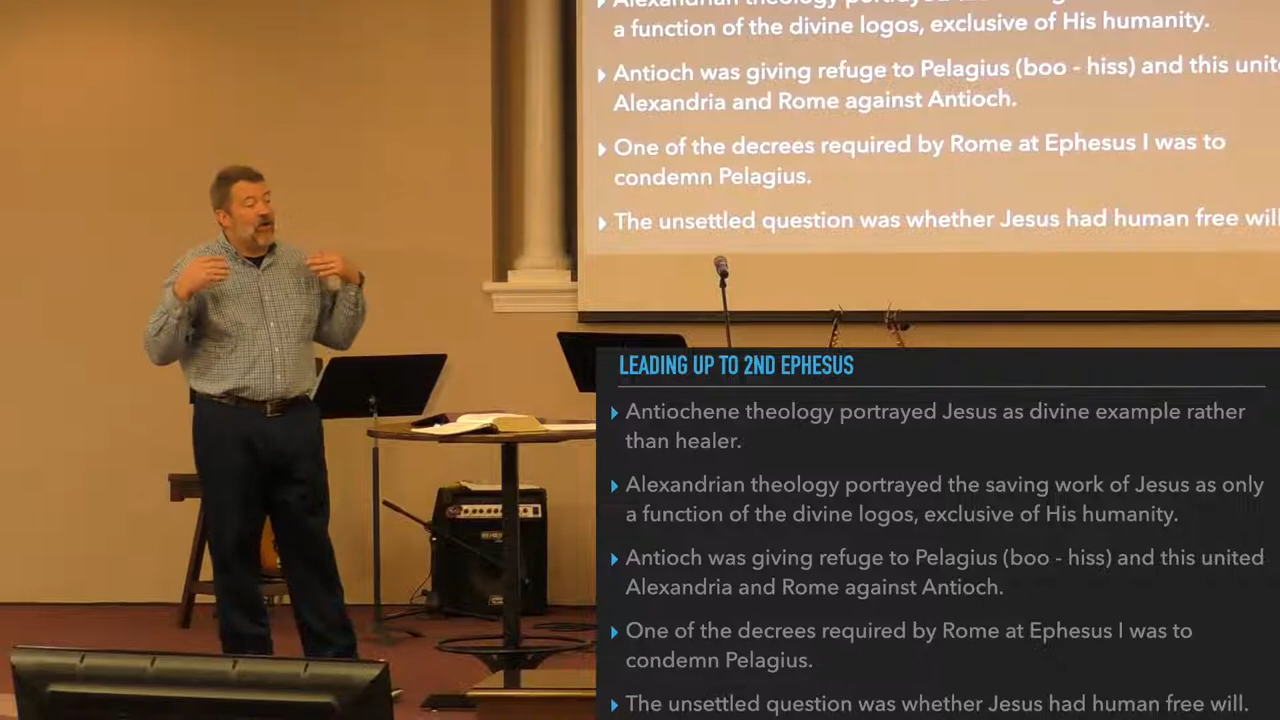 a function of the divine logos, exclusive of His humanity.
Antioch was giving refuge to Pelagius (boo - hiss) and this unit
Alexandria and Rome against Antioch.
One of the decrees required by Rome at Ephesus I was to
condemn Pelagius.
The unsettled question was whether Jesus had human free will
LEADING UP TO 2ND EPHESUS
Antiochene theology portrayed Jesus as divine example rather
than healer.
Alexandrian theology portrayed the saving work of Jesus as only
a function of the divine logos, exclusive of His humanity.
Antioch was giving refuge to Pelagius (boo - hiss) and this united
Alexandria and Rome against Antioch.
One of the decrees required by Rome at Ephesus I was to
condemn Pelagius.
The unsettled question was whether Jesus had human free will.